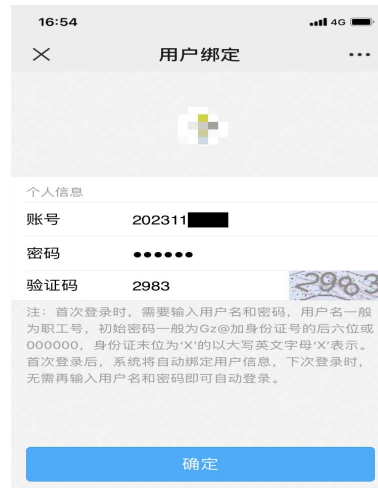 16:54 4G
用户绑定
个人信息
账号 202311
密码 ●●●●●●
验证码 2983 2983
注：首次登录时，需要输入用户名和密码，用户名一般
为职工号，初始密码一般为Gz@加身份证号的后六位或
000000，身份证末位为‘X’的以大写英文字母‘X’表示。
首次登录后，系统将自动绑定用户信息，下次登录时，
无需再输入用户名和密码即可自动登录。
确定